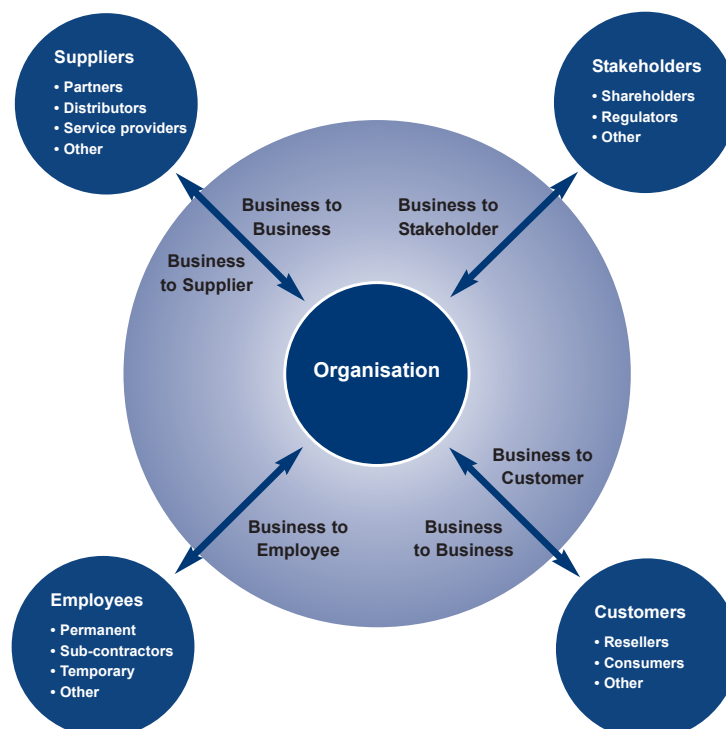 Suppliers
• Partners
• Distributors
• Service providers
• Other
Stakeholders
• Shareholders
• Regulators
• Other
Business to
Business
Business
to Supplier
Business to
Stakeholder
Organisation
Business to
Employee
Business to
Customer
Business
to Business
Employees
• Permanent
• Sub-contractors
• Temporary
• Other
Customers
• Resellers
• Consumers
• Other